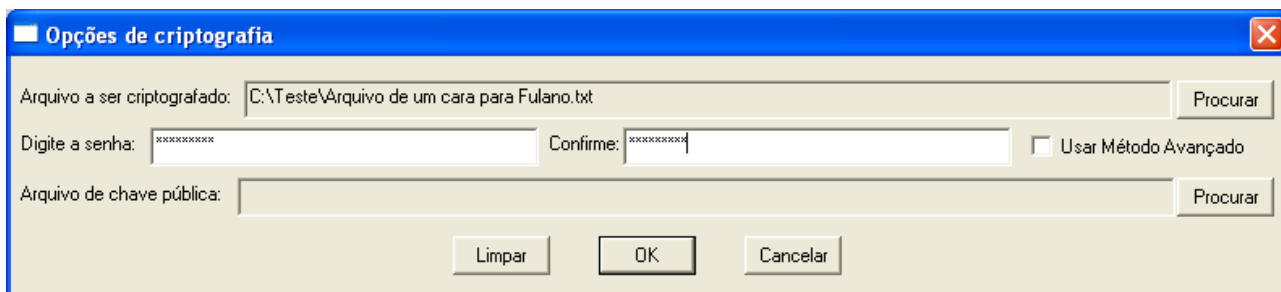 Opções de criptografia
Arquivo a ser criptografado: C:\Teste\Arquivo de um cara para Fulano.txt Procurar
Digite a senha: ********* Confirme: ********* Usar Método Avançado
Arquivo de chave pública: Procurar
Limpar OK Cancelar